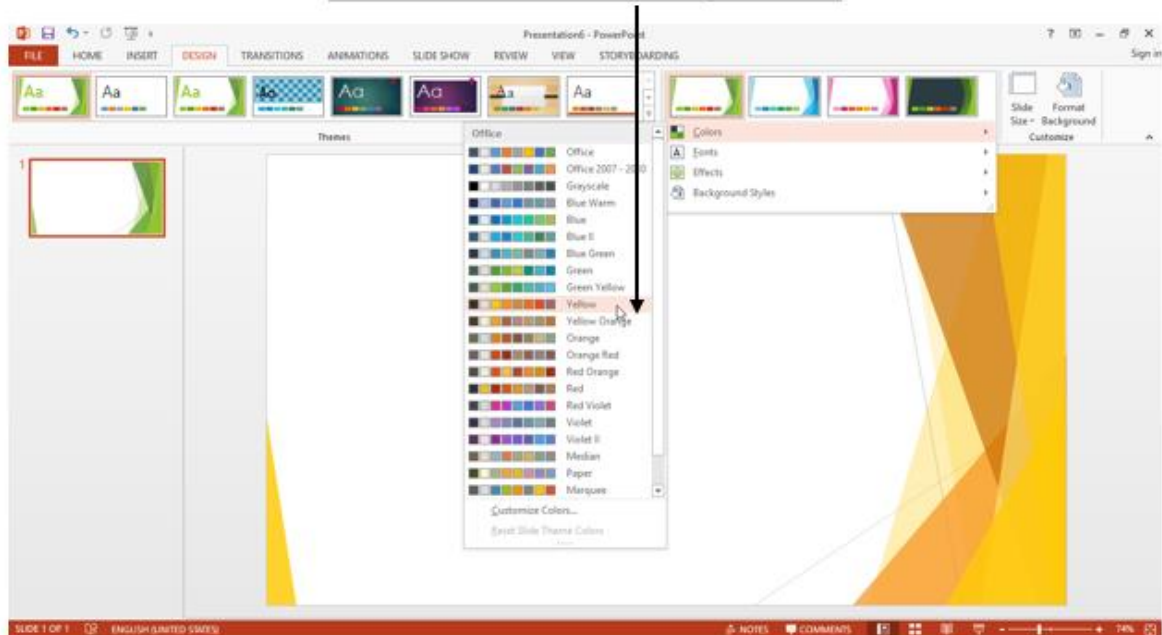 Presentation6 - PowerPoint
Sign in
FILE HOME INSERT DESIGN TRANSITIONS ANIMATIONS SLIDE SHOW REVIEW VIEW STORYBOARDING
Aa Aa Aa Aa Aa Aa Aa Aa
Slide Size Format Background
Themes
Customize
Colors
Fonts
Effects
Background Styles
1
Office
Office
Office 2007 - 2010
Grayscale
Blue Warm
Blue
Blue II
Blue Green
Green
Green Yellow
Yellow
Yellow Orange
Orange
Orange Red
Red Orange
Red
Red Violet
Violet
Violet II
Median
Paper
Marquee
Customize Colors...
Reset Slide Theme Colors
SLIDE 1 OF 1 ENGLISH (UNITED STATES) NOTES COMMENTS 74%